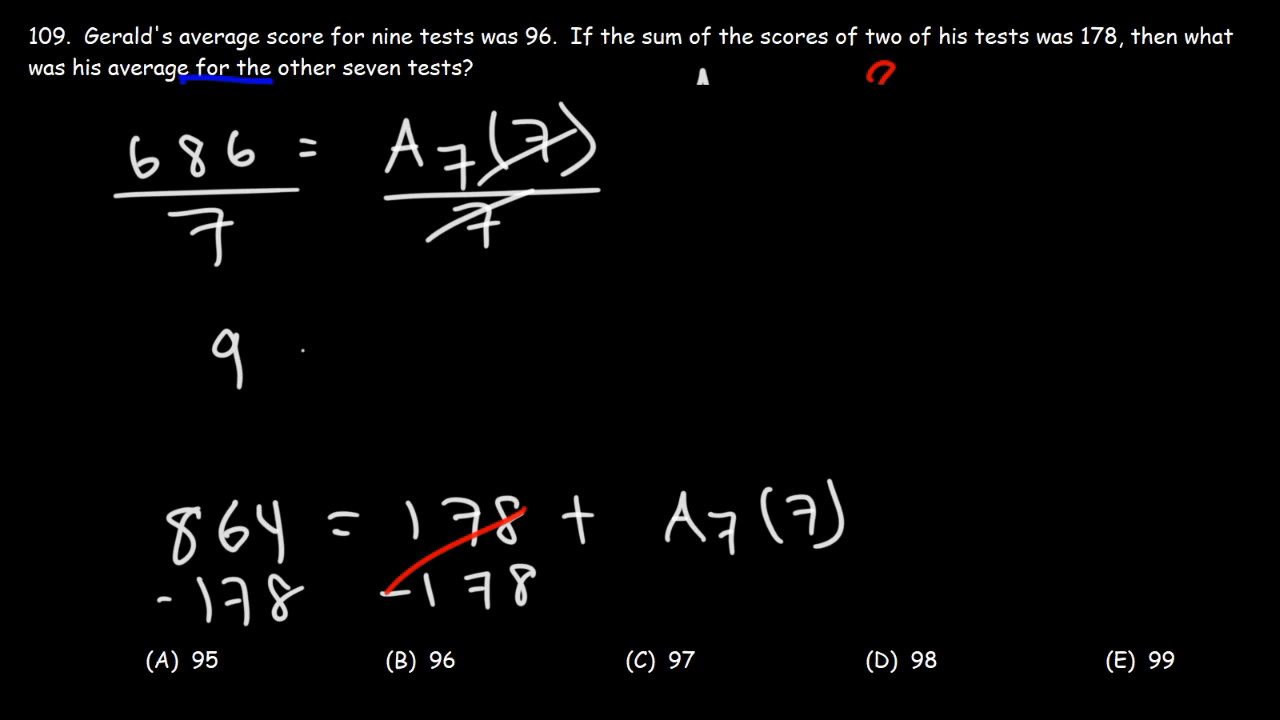 109. Gerald's average score for nine tests was 96. If the sum of the scores of two of his tests was 178, then what
was his average for the other seven tests?
A
686 = A7(7)
7 7
9
864 = 178 + A7(7)
-178 -178
(A) 95 (B) 96 (C) 97 (D) 98 (E) 99